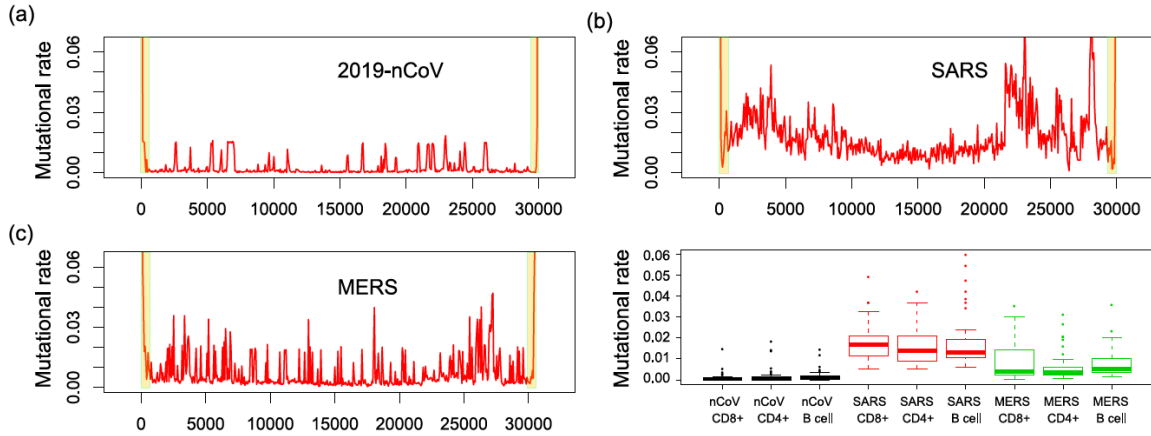 (a)
Mutational rate
0.06
0.03
0.00
2019-nCoV
0 5000 10000 15000 20000 25000 30000
(b)
Mutational rate
0.06
0.03
0.00
SARS
0 5000 10000 15000 20000 25000 30000
(c)
Mutational rate
0.06
0.03
0.00
MERS
0 5000 10000 15000 20000 25000 30000
Mutational rate
0.06
0.05
0.04
0.03
0.02
0.01
0.00
nCoV nCoV nCoV SARS SARS SARS MERS MERS MERS
CD8+ CD4+ B cell CD8+ CD4+ B cell CD8+ CD4+ B cell